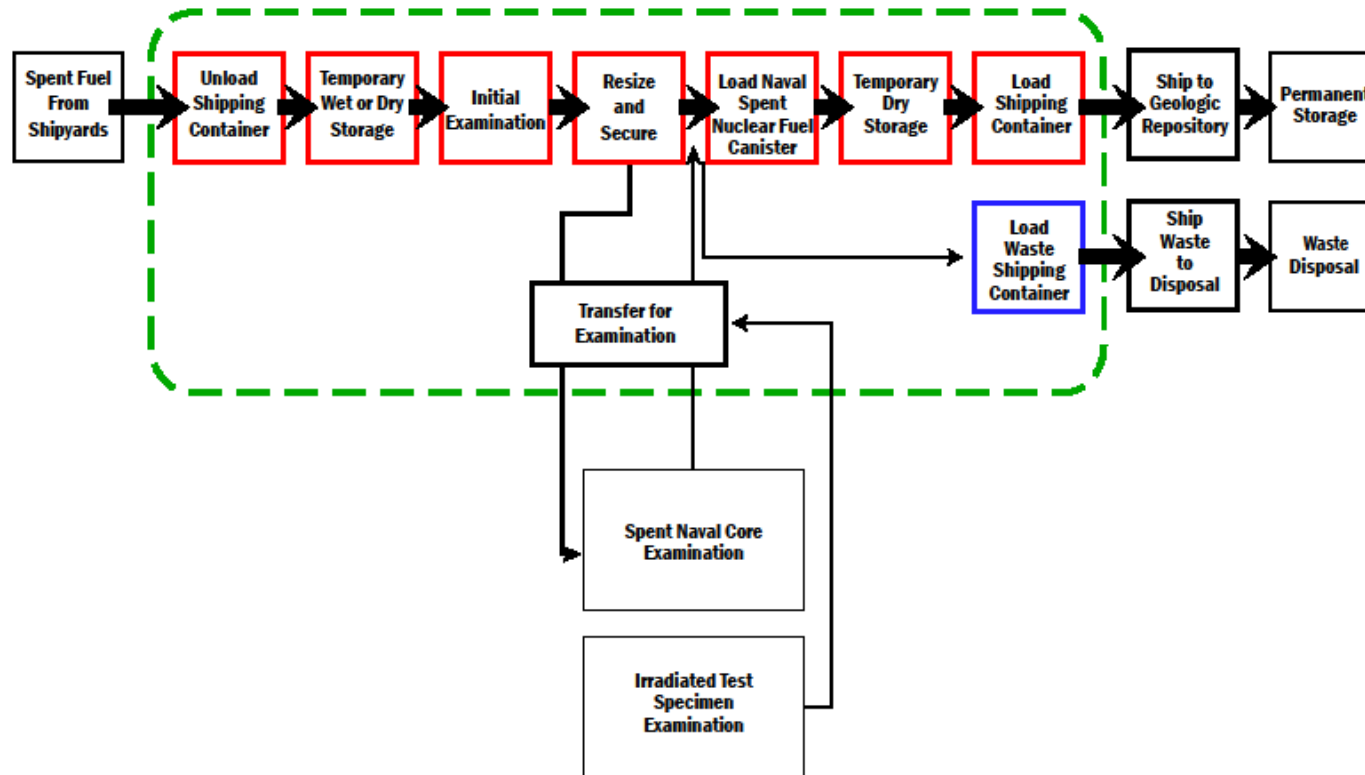 Spent Fuel
From
Shipyards
Unload
Shipping
Container
Temporary
Wet or Dry
Storage
Initial
Examination
Resize
and
Secure
Load Naval
Spent
Nuclear Fuel
Canister
Temporary
Dry
Storage
Load
Shipping
Container
Ship to
Geologic
Repository
Permanent
Storage
Load
Waste
Shipping
Container
Ship
Waste
to
Disposal
Waste
Disposal
Transfer for
Examination
Spent Naval Core
Examination
Irradiated Test
Specimen
Examination